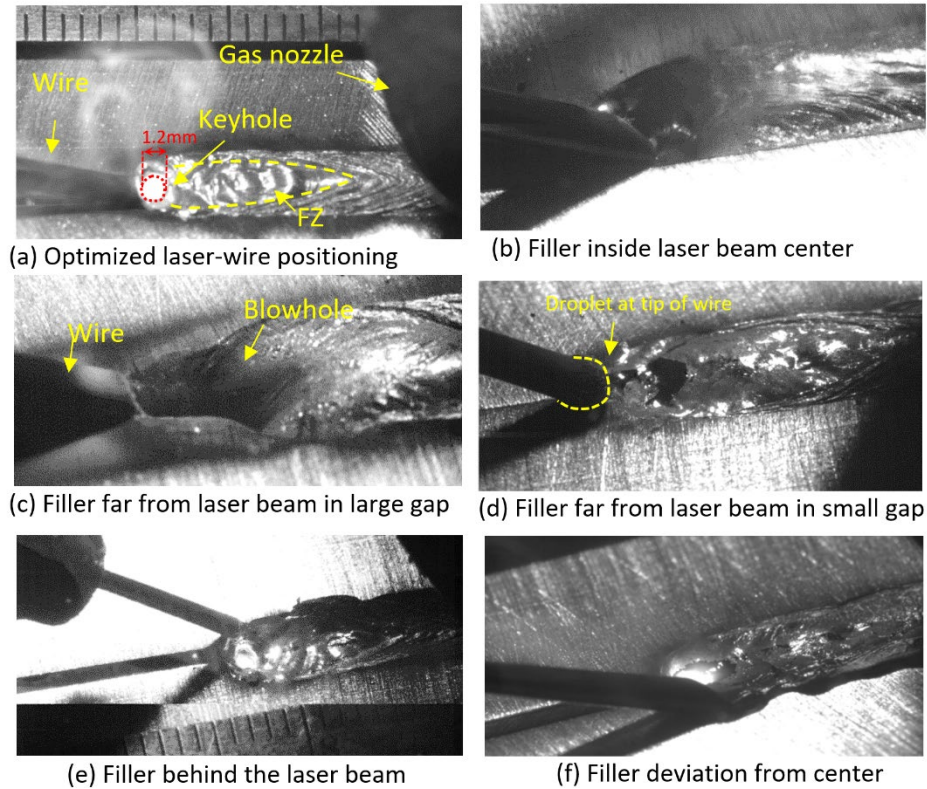 Gas nozzle
Wire
Keyhole
1.2mm
FZ
(a) Optimized laser-wire positioning
(b) Filler inside laser beam center
Blowhole
Wire
(c) Filler far from laser beam in large gap
Droplet at tip of wire
(d) Filler far from laser beam in small gap
(e) Filler behind the laser beam
(f) Filler deviation from center